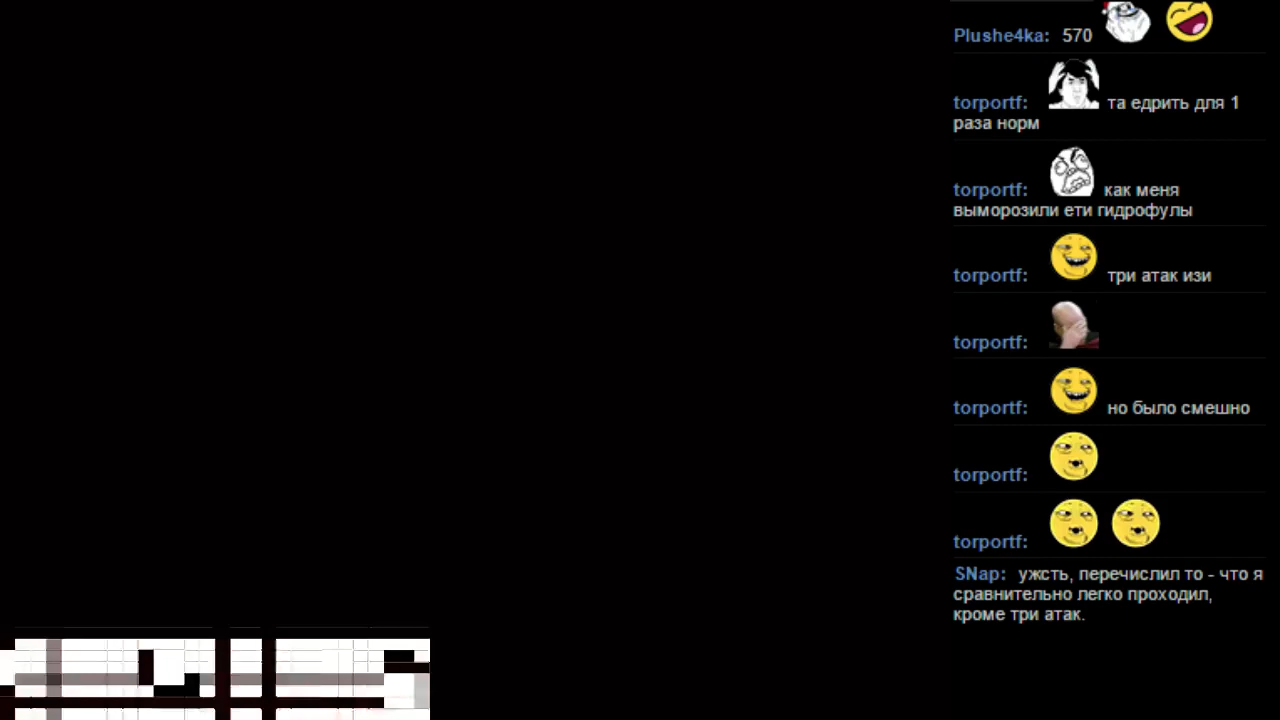 Plushe4ka: 570
torportf: та едрить для 1
раза норм
torportf: как меня
выморозили ети гидрофулы
torportf: три атак изи
torportf:
torportf: но было смешно
torportf:
torportf:
SNap: ужсть, перечислил то - что я
сравнительно легко проходил,
кроме три атак.